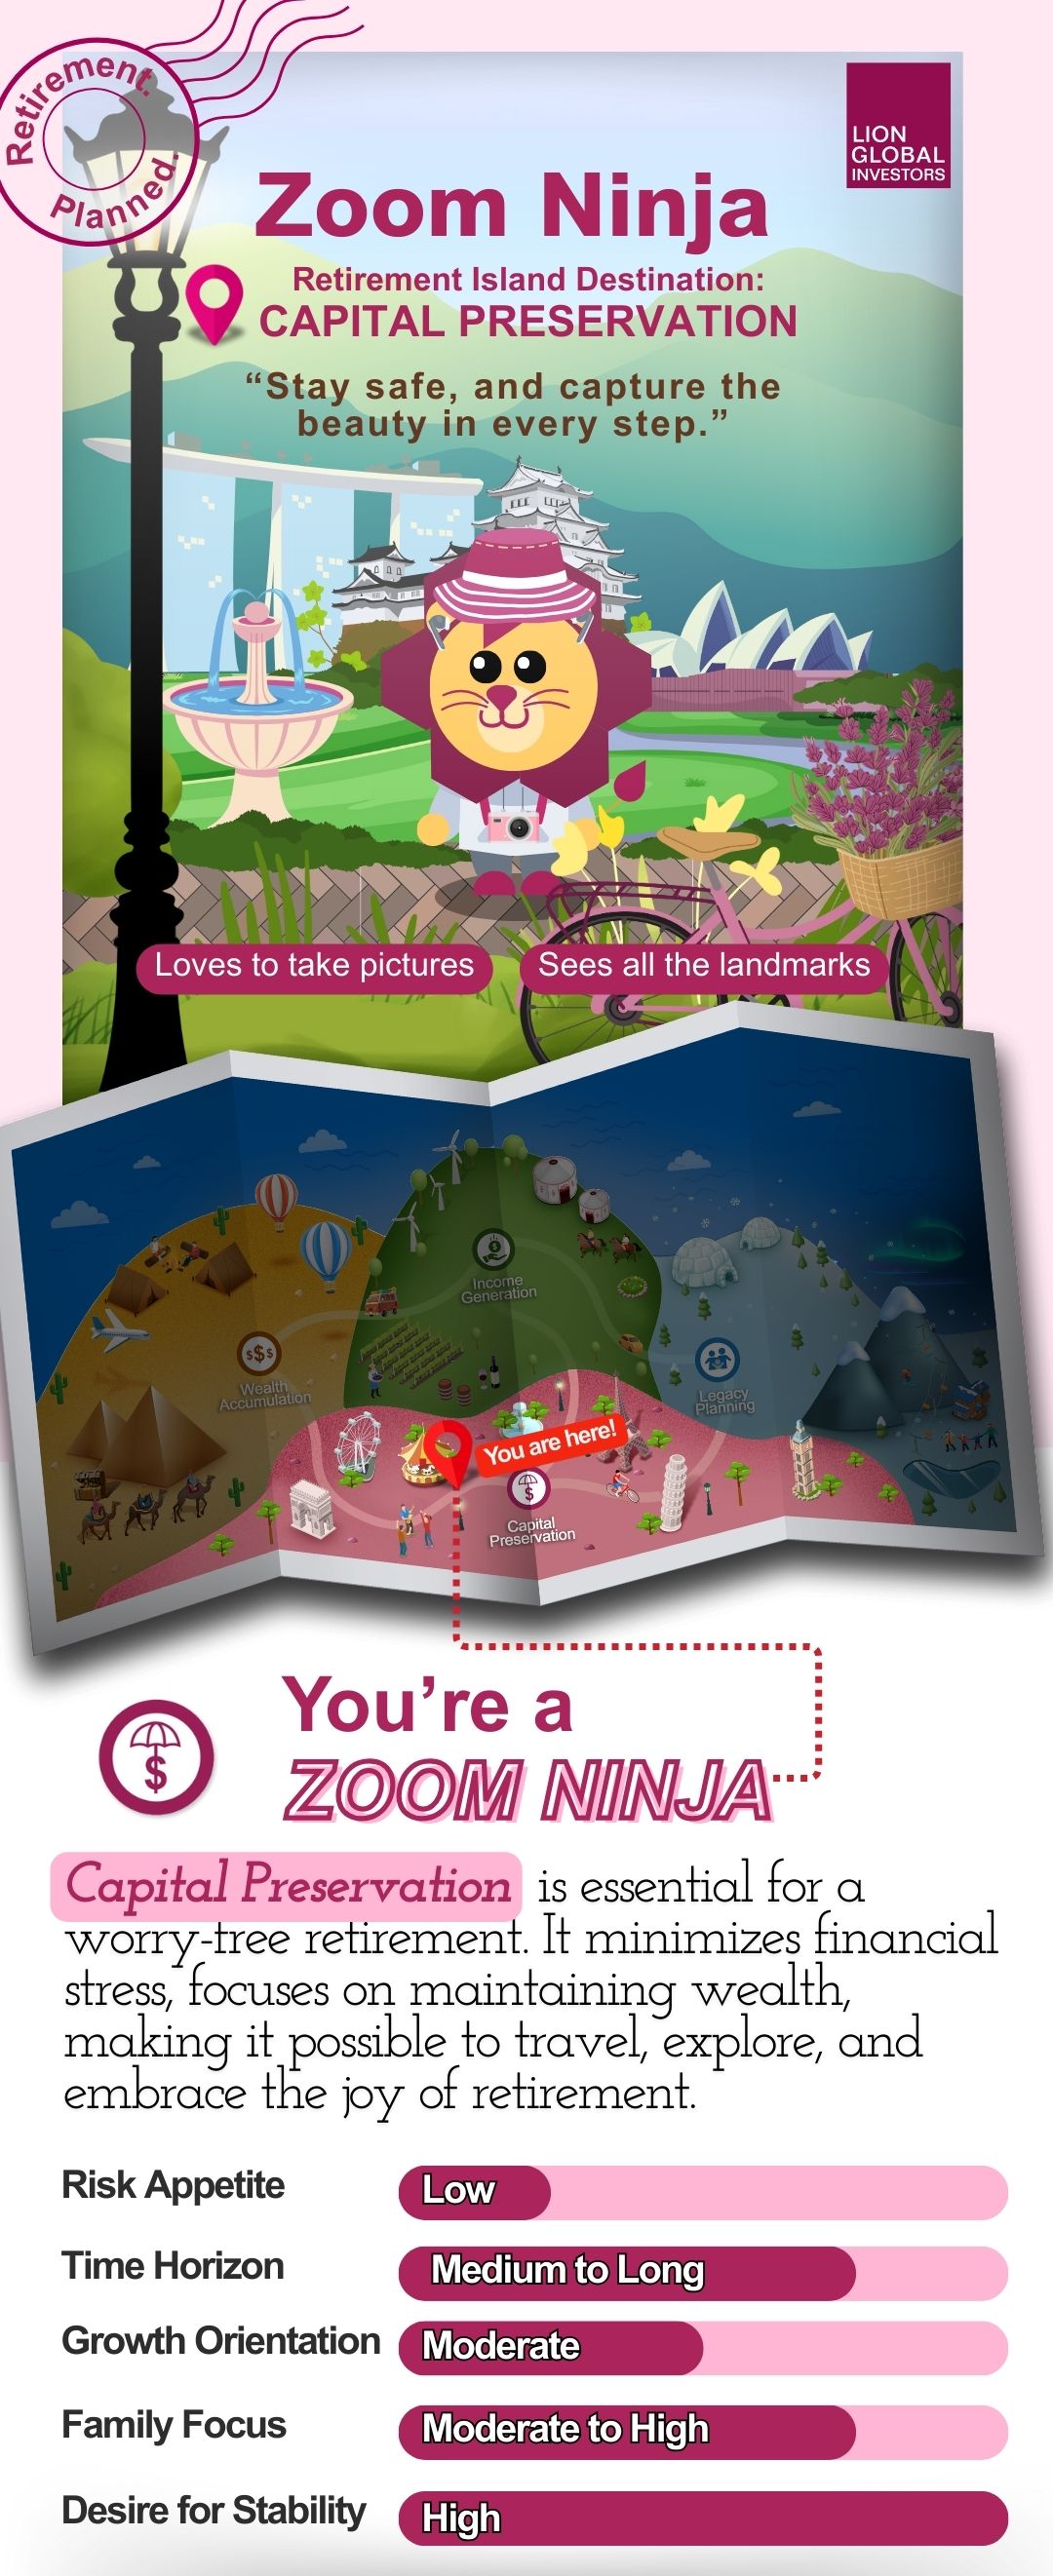 Retirement.
Planned.
LION
GLOBAL
INVESTORS
Zoom Ninja
Retirement Island Destination:
CAPITAL PRESERVATION
“Stay safe, and capture the
beauty in every step.”
Loves to take pictures
Sees all the landmarks
Income
Generation
$$$
Wealth
Accumulation
Legacy
Planning
You are here!
$
Capital
Preservation
You’re a
$
ZOOM NINJA
Capital Preservation is essential for a
worry-free retirement. It minimizes financial
stress, focuses on maintaining wealth,
making it possible to travel, explore, and
embrace the joy of retirement.
Risk Appetite Low
Time Horizon Medium to Long
Growth Orientation Moderate
Family Focus Moderate to High
Desire for Stability High